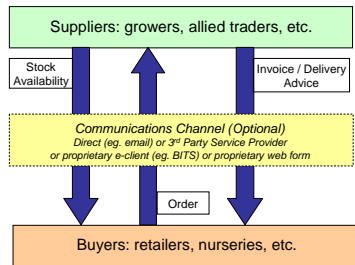 Suppliers: growers, allied traders, etc.
Stock
Availability
Invoice / Delivery
Advice
Communications Channel (Optional)
Direct (eg. email) or 3rd Party Service Provider
or proprietary e-client (eg. BITS) or proprietary web form
Order
Buyers: retailers, nurseries, etc.